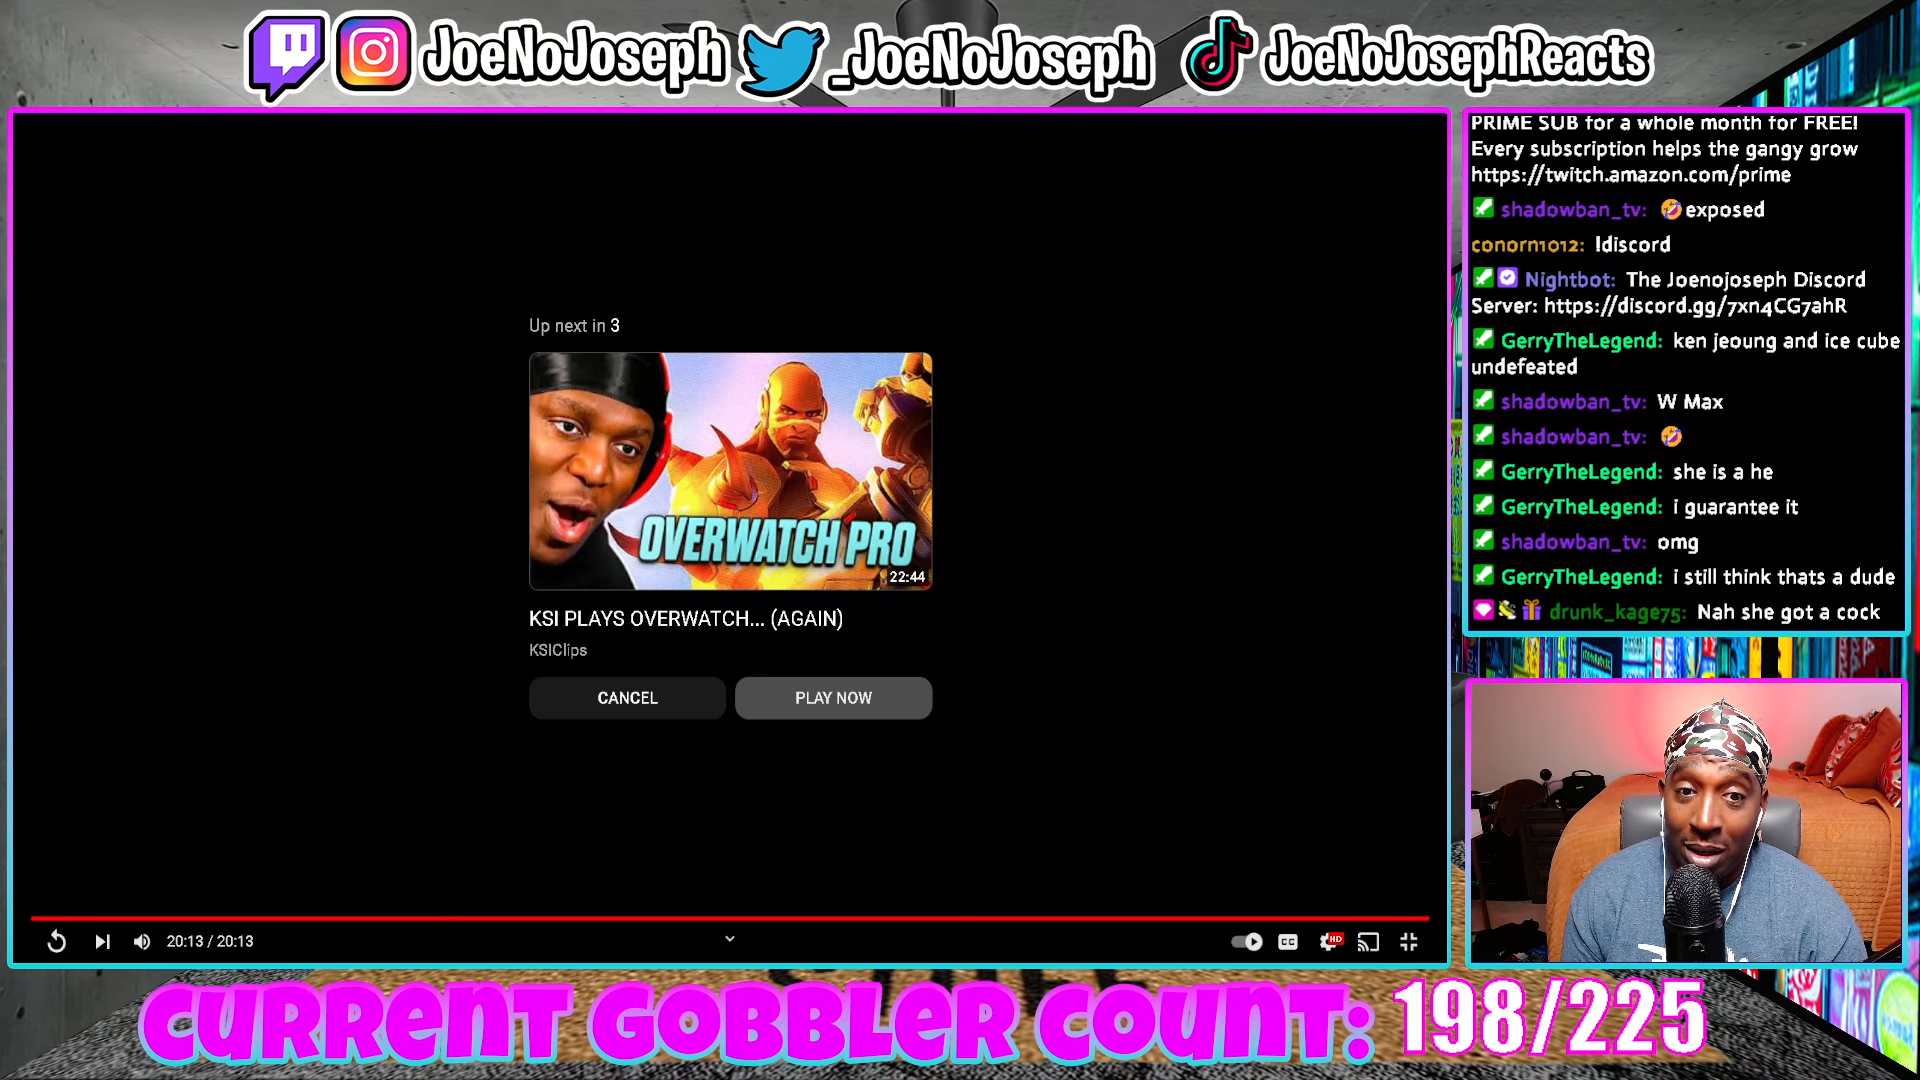 JoeNoJoseph
_JoeNoJoseph
JoeNoJosephReacts
PRIME SUB for a whole month for FREE!
Every subscription helps the gangy grow
https://twitch.amazon.com/prime
shadowban_tv: 🤣exposed
conorn1012: !discord
Nightbot: The Joenojoseph Discord
Server: https://discord.gg/7xn4CG7ahR
GerryTheLegend: ken jeoung and ice cube
undefeated
shadowban_tv: W Max
shadowban_tv: 🤣
GerryTheLegend: she is a he
GerryTheLegend: i guarantee it
shadowban_tv: omg
GerryTheLegend: i still think thats a dude
drunk_kage75: Nah she got a cock
Up next in 3
OVERWATCH PRO
22:44
KSI PLAYS OVERWATCH... (AGAIN)
KSIClips
CANCEL
PLAY NOW
20:13 / 20:13
CC
HD
CURRENT GOBBLER COUNT: 198/225